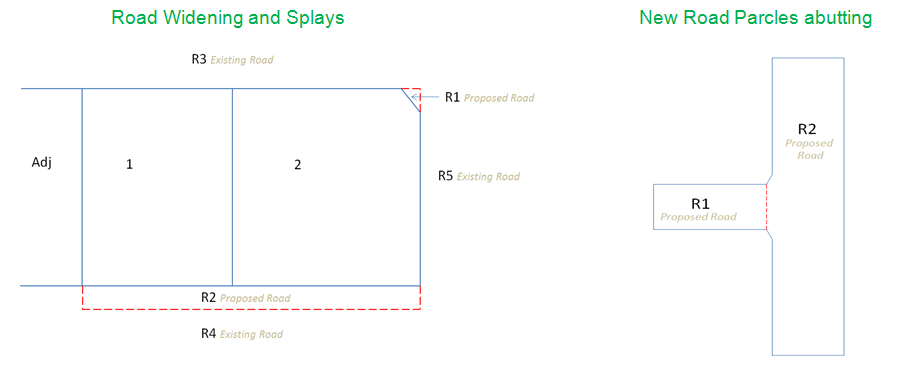 Road Widening and Splays
New Road Parcles abutting
R3 Existing Road
R1 Proposed Road
Adj
1
2
R5 Existing Road
R2 Proposed Road
R4 Existing Road
R2
Proposed
Road
R1
Proposed Road